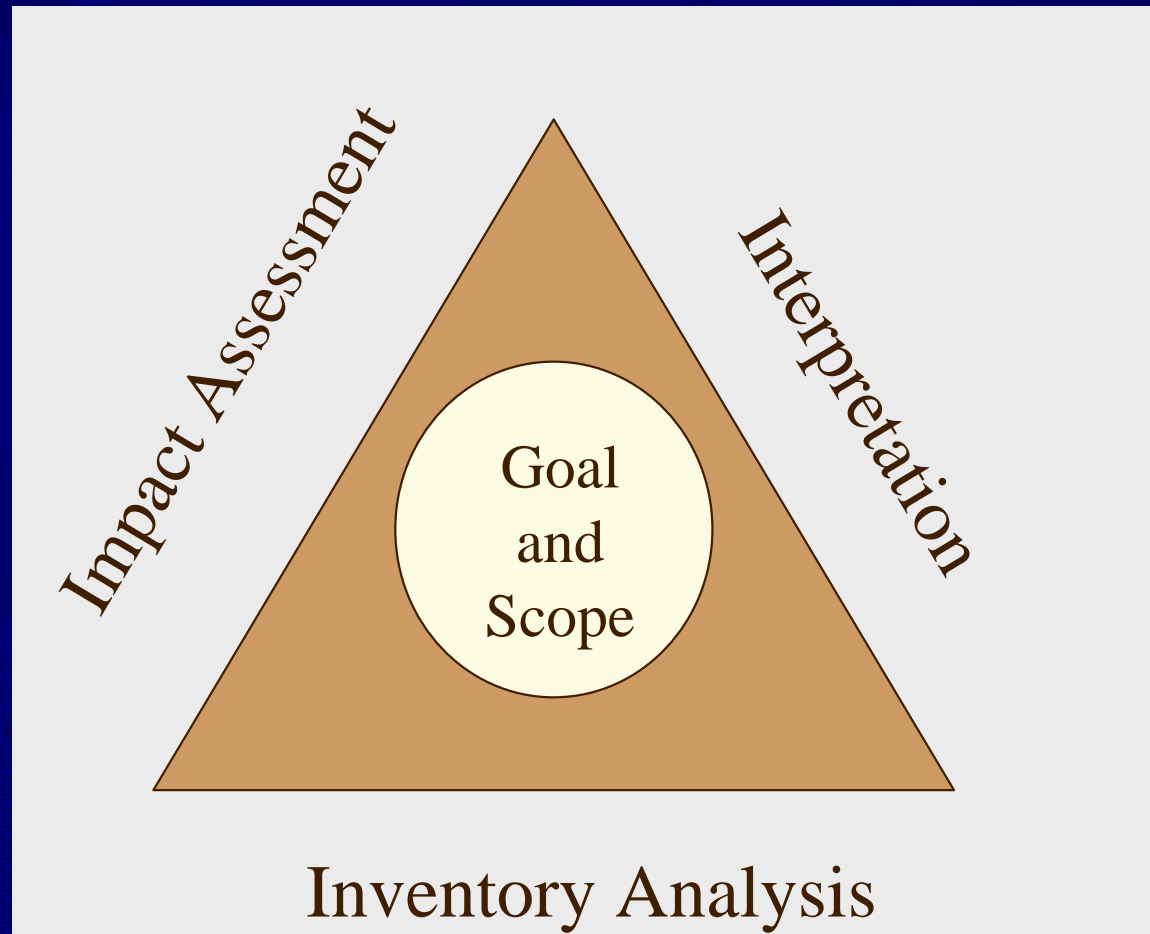 Impact Assessment
Interpretation
Goal
and
Scope
Inventory Analysis